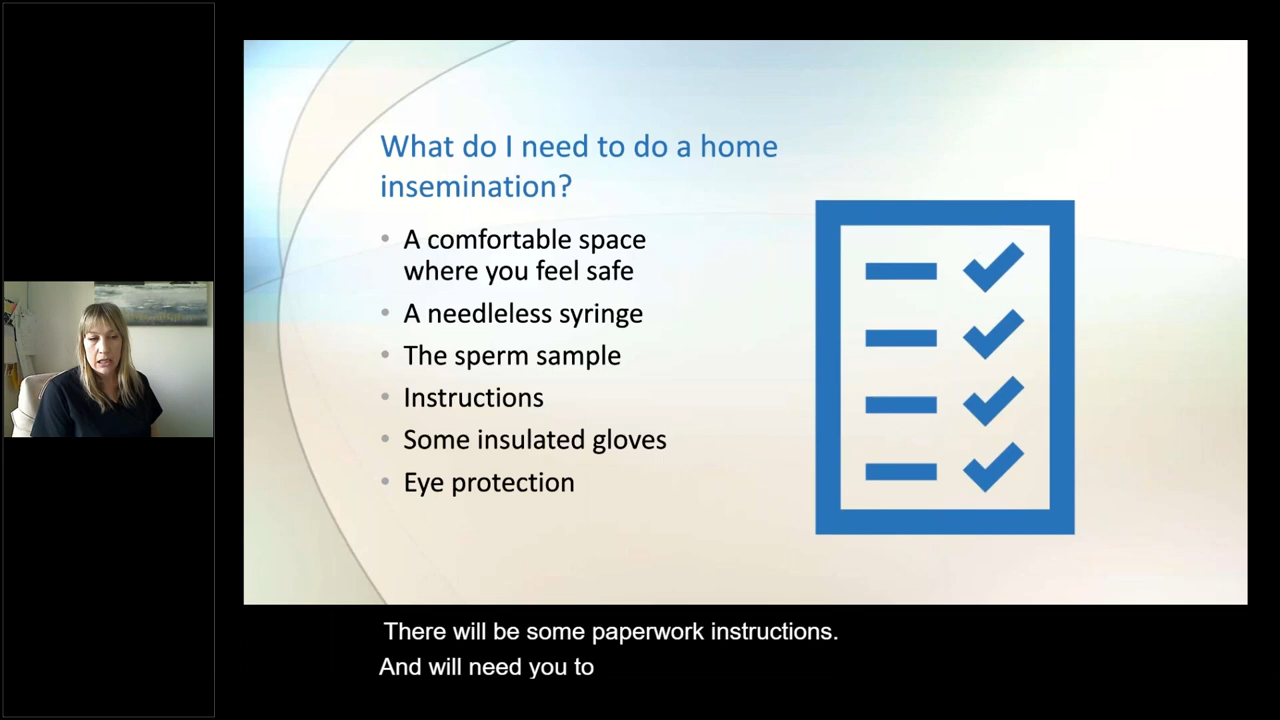 What do I need to do a home
insemination?
• A comfortable space
where you feel safe
• A needleless syringe
• The sperm sample
• Instructions
• Some insulated gloves
• Eye protection
There will be some paperwork instructions.
And will need you to